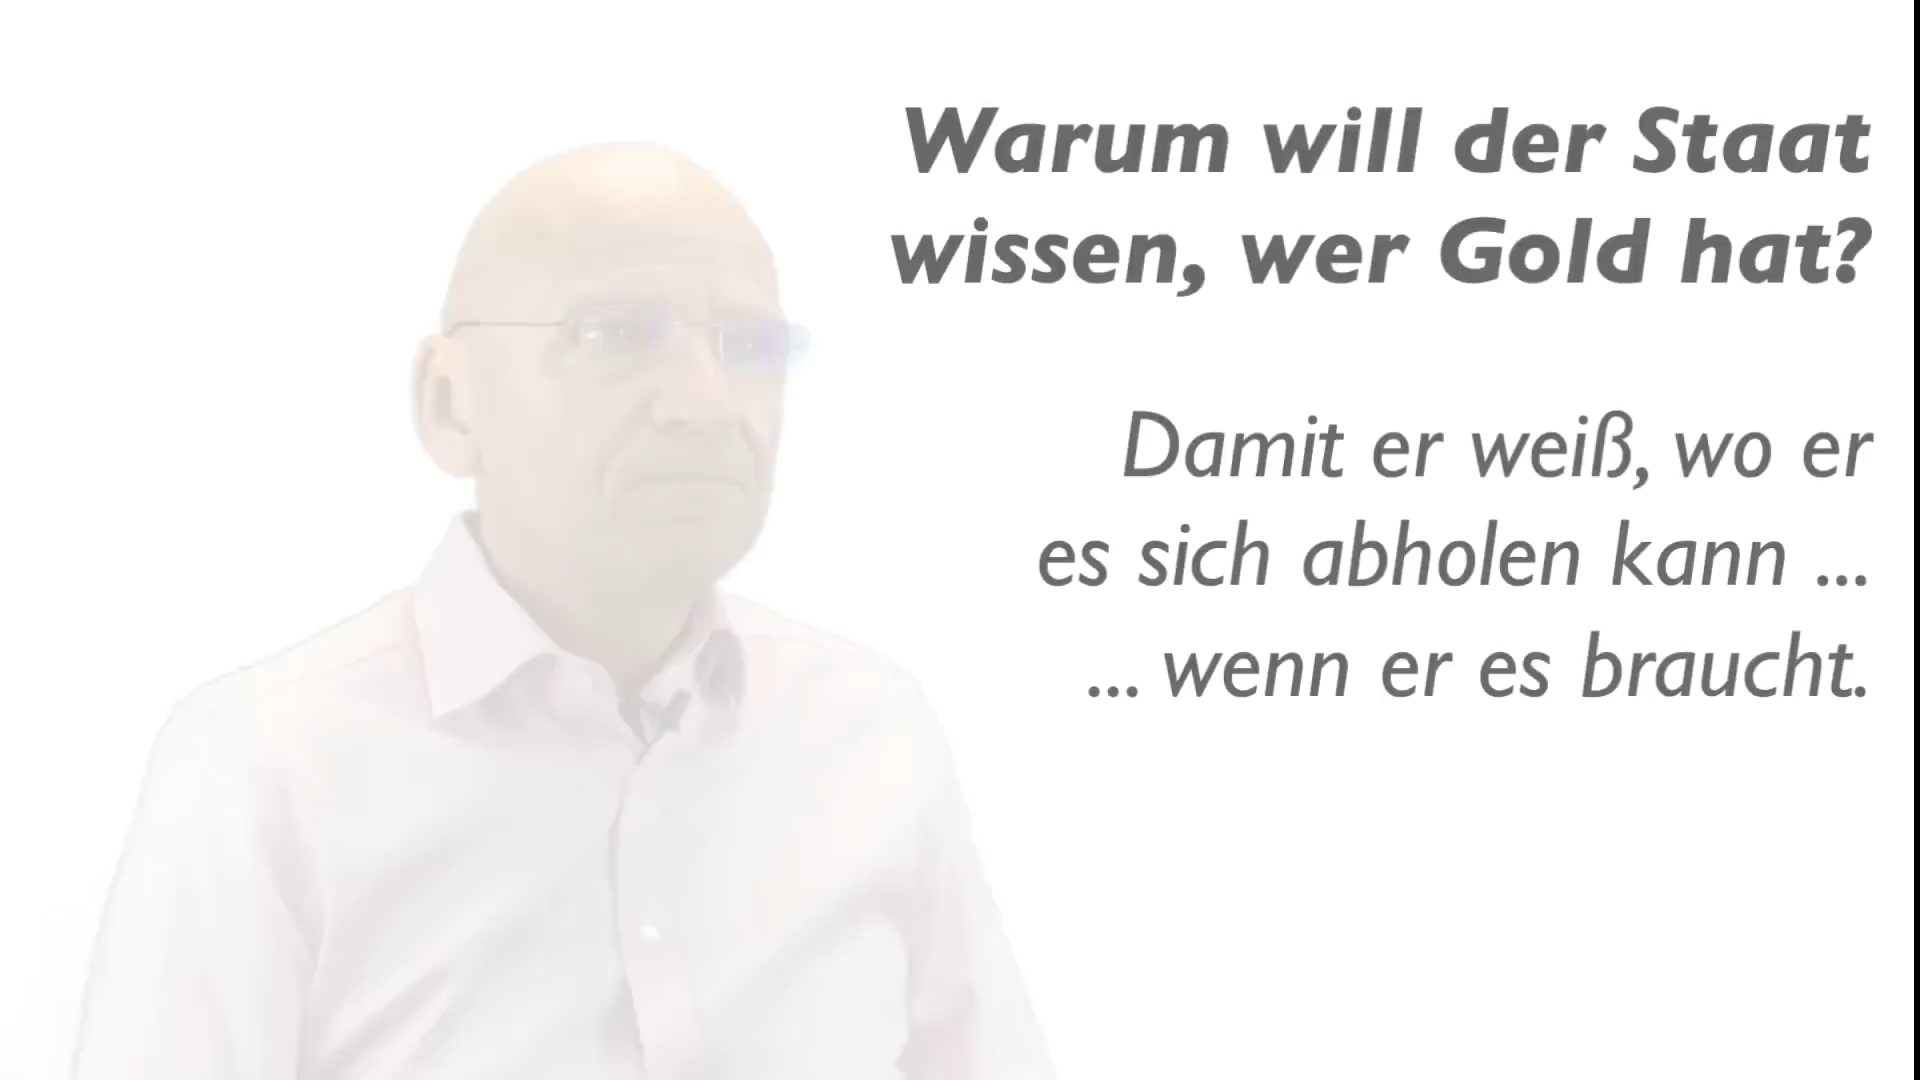 Warum will der Staat
wissen, wer Gold hat?
Damit er weiß, wo er
es sich abholen kann ...
... wenn er es braucht.